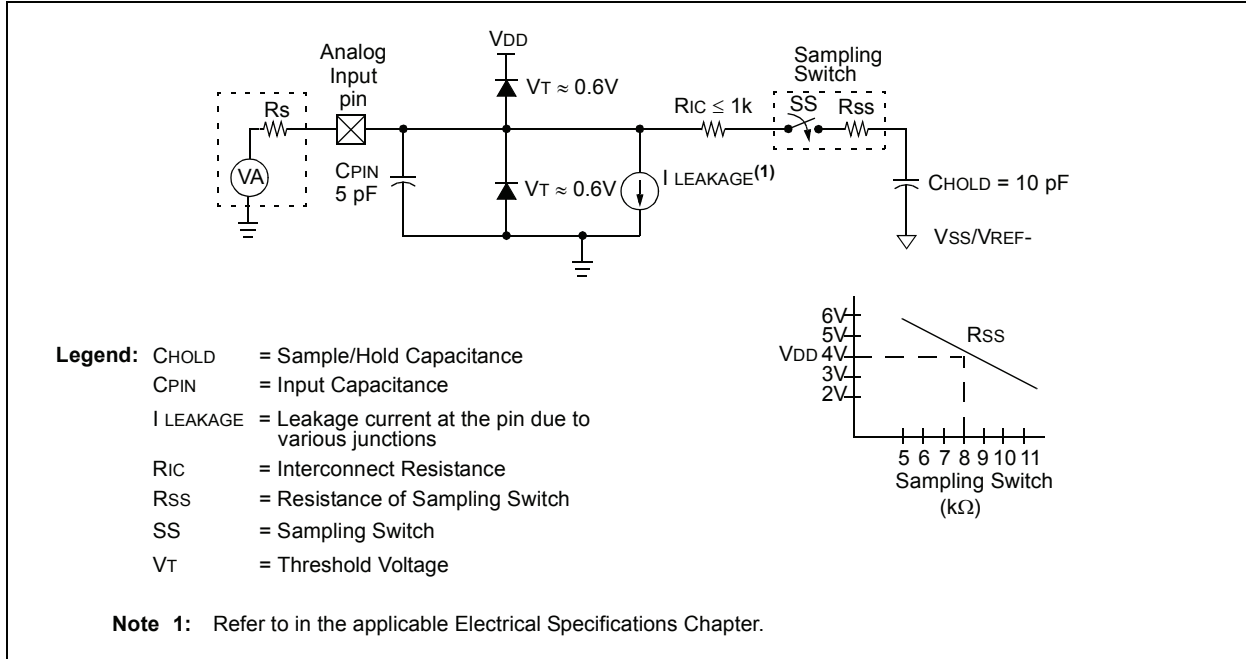 VDD
Analog
Input
pin
Sampling
Switch
VT ≈ 0.6V
Rs
RIC ≤ 1k
SS
Rss
VA
CPIN
5 pF
VT ≈ 0.6V
I LEAKAGE(1)
CHOLD = 10 pF
VSS/VREF-
6V
5V
VDD 4V
3V
2V
RSS
5 6 7 8 9 10 11
Sampling Switch
(kΩ)
Legend: CHOLD = Sample/Hold Capacitance
CPIN = Input Capacitance
I LEAKAGE = Leakage current at the pin due to
various junctions
RIC = Interconnect Resistance
RSS = Resistance of Sampling Switch
SS = Sampling Switch
VT = Threshold Voltage
Note 1: Refer to in the applicable Electrical Specifications Chapter.